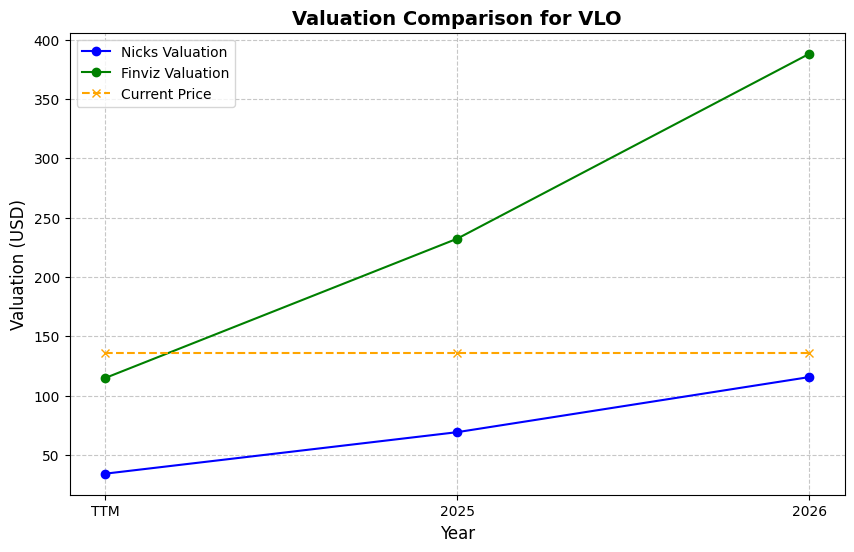 Valuation Comparison for VLO
Nicks Valuation
Finviz Valuation
Current Price
Valuation (USD)
400
350
300
250
200
150
100
50
TTM
2025
2026
Year